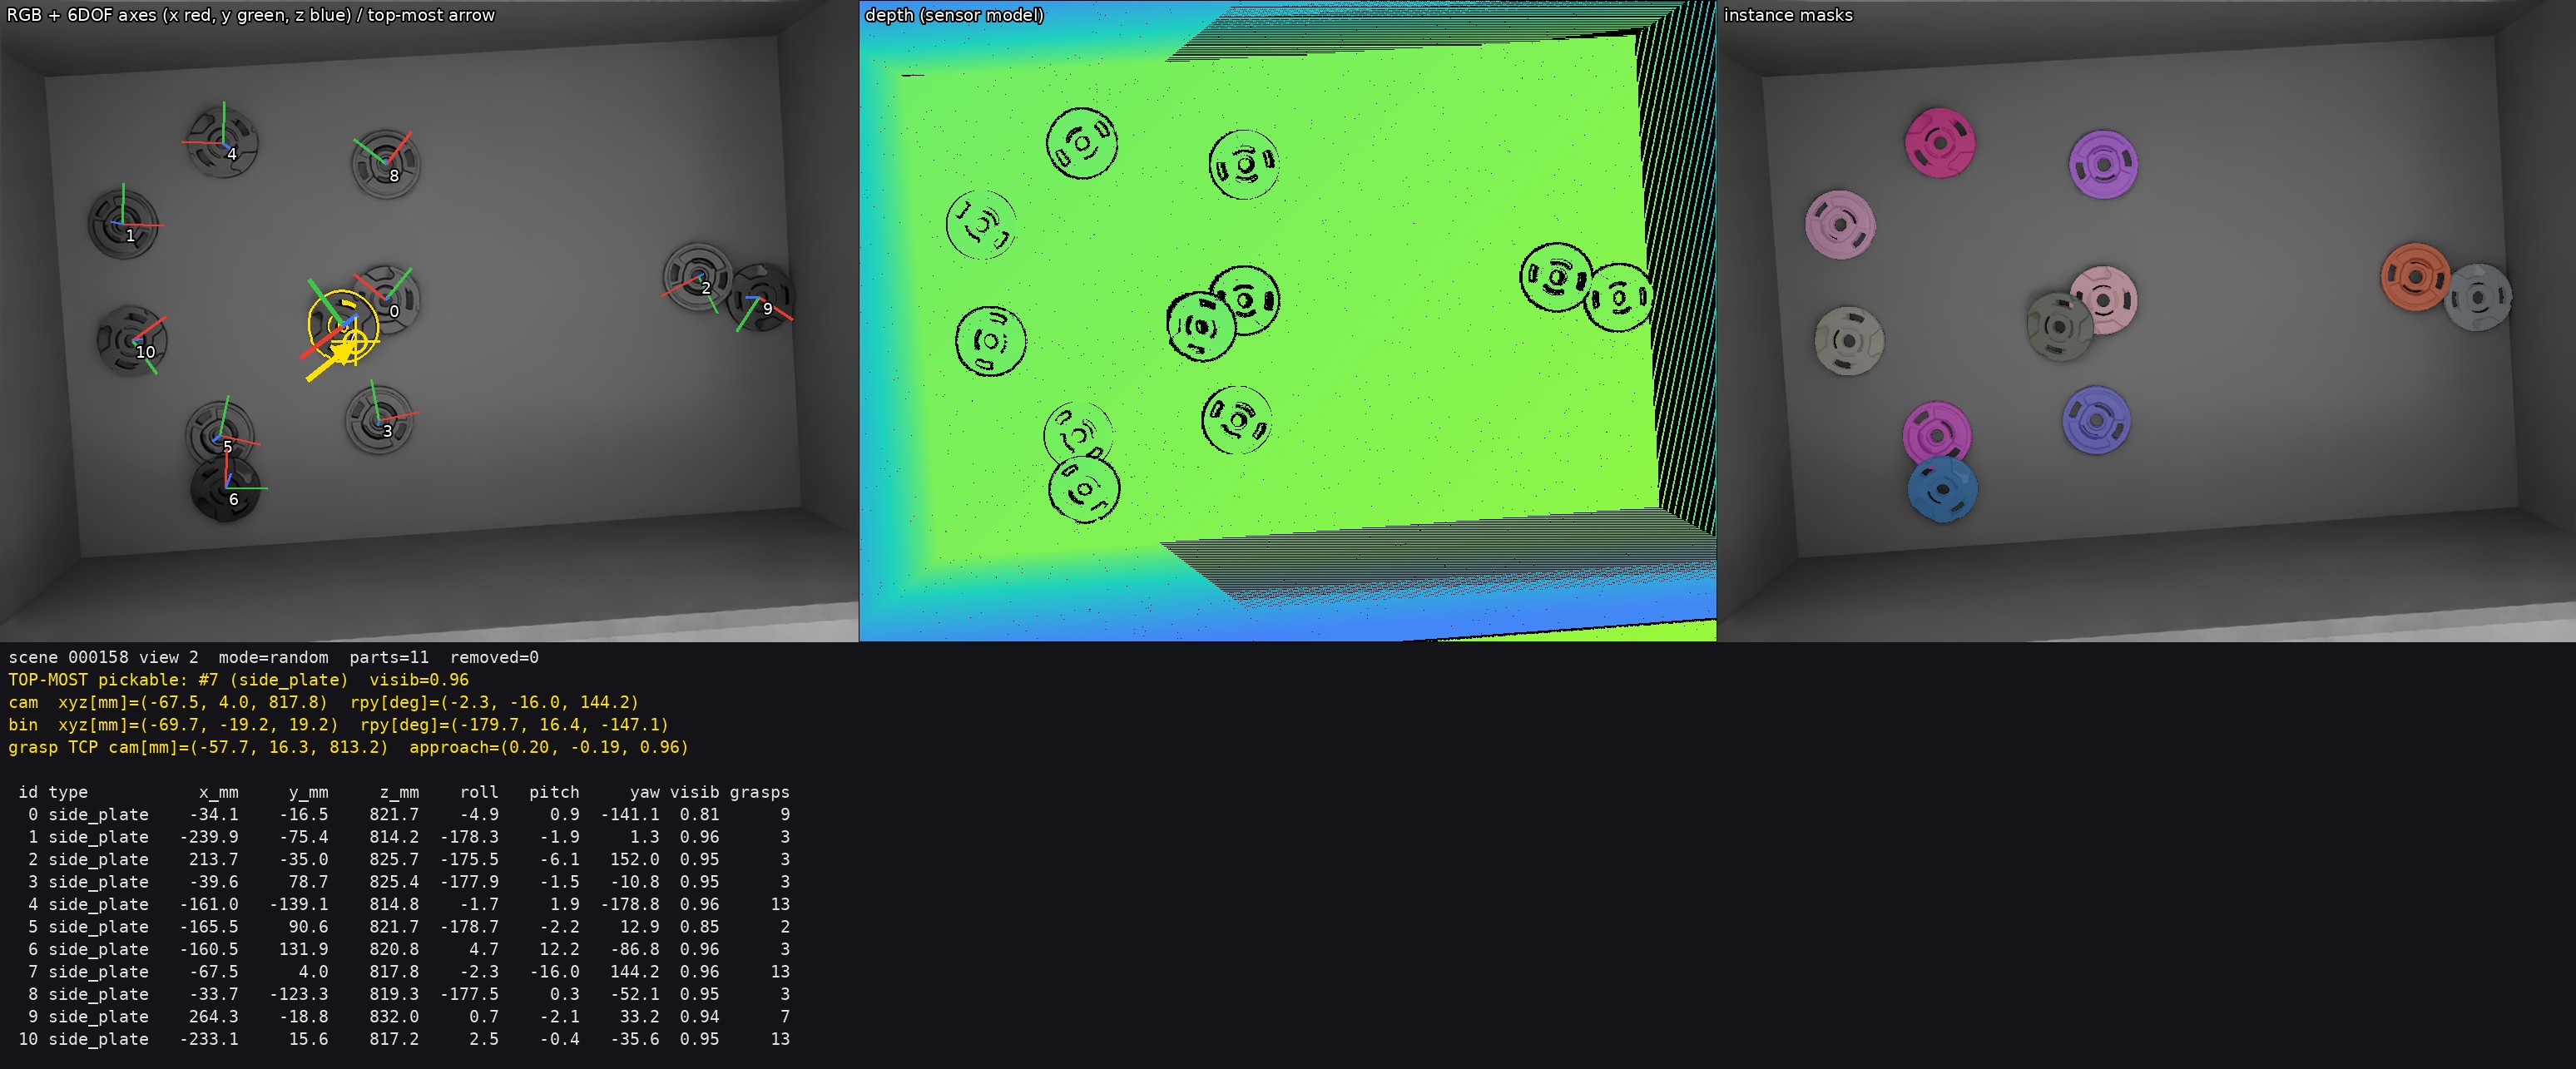 RGB + 6DOF axes (x red, y green, z blue) / top-most arrow
depth (sensor model)
instance masks
4
8
1
0
2
9
10
3
5
6
scene 000158 view 2  mode=random  parts=11  removed=0
TOP-MOST pickable: #7 (side_plate)  visib=0.96
cam  xyz[mm]=(-67.5, 4.0, 817.8)  rpy[deg]=(-2.3, -16.0, 144.2)
bin  xyz[mm]=(-69.7, -19.2, 19.2)  rpy[deg]=(-179.7, 16.4, -147.1)
grasp TCP cam[mm]=(-57.7, 16.3, 813.2)  approach=(0.20, -0.19, 0.96)
id type x_mm y_mm z_mm roll pitch yaw visib grasps
0 side_plate -34.1 -16.5 821.7 -4.9 0.9 -141.1 0.81 9
1 side_plate -239.9 -75.4 814.2 -178.3 -1.9 1.3 0.96 3
2 side_plate 213.7 -35.0 825.7 -175.5 -6.1 152.0 0.95 3
3 side_plate -39.6 78.7 825.4 -177.9 -1.5 -10.8 0.95 3
4 side_plate -161.0 -139.1 814.8 -1.7 1.9 -178.8 0.96 13
5 side_plate -165.5 90.6 821.7 -178.7 -2.2 12.9 0.85 2
6 side_plate -160.5 131.9 820.8 4.7 12.2 -86.8 0.96 3
7 side_plate -67.5 4.0 817.8 -2.3 -16.0 144.2 0.96 13
8 side_plate -33.7 -123.3 819.3 -177.5 0.3 -52.1 0.95 3
9 side_plate 264.3 -18.8 832.0 0.7 -2.1 33.2 0.94 7
10 side_plate -233.1 15.6 817.2 2.5 -0.4 -35.6 0.95 13